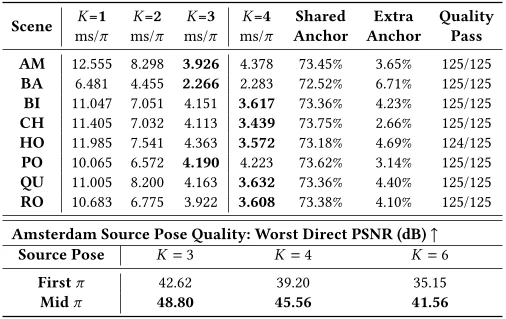 Scene K=1 K=2 K=3 K=4 Shared Extra Quality
ms/π ms/π ms/π ms/π Anchor Anchor Pass
AM 12.555 8.298 3.926 4.378 73.45% 3.65% 125/125
BA 6.481 4.455 2.266 2.283 72.52% 6.71% 125/125
BI 11.047 7.051 4.151 3.617 73.36% 4.23% 125/125
CH 11.405 7.032 4.113 3.439 73.75% 2.66% 125/125
HO 11.985 7.541 4.363 3.572 73.18% 4.69% 124/125
PO 10.065 6.572 4.190 4.223 73.62% 3.14% 125/125
QU 11.005 8.200 4.163 3.632 73.36% 4.40% 125/125
RO 10.683 6.775 3.922 3.608 73.38% 4.10% 125/125
Amsterdam Source Pose Quality: Worst Direct PSNR (dB) ↑
Source Pose K = 3 K = 4 K = 6
First π 42.62 39.20 35.15
Mid π 48.80 45.56 41.56